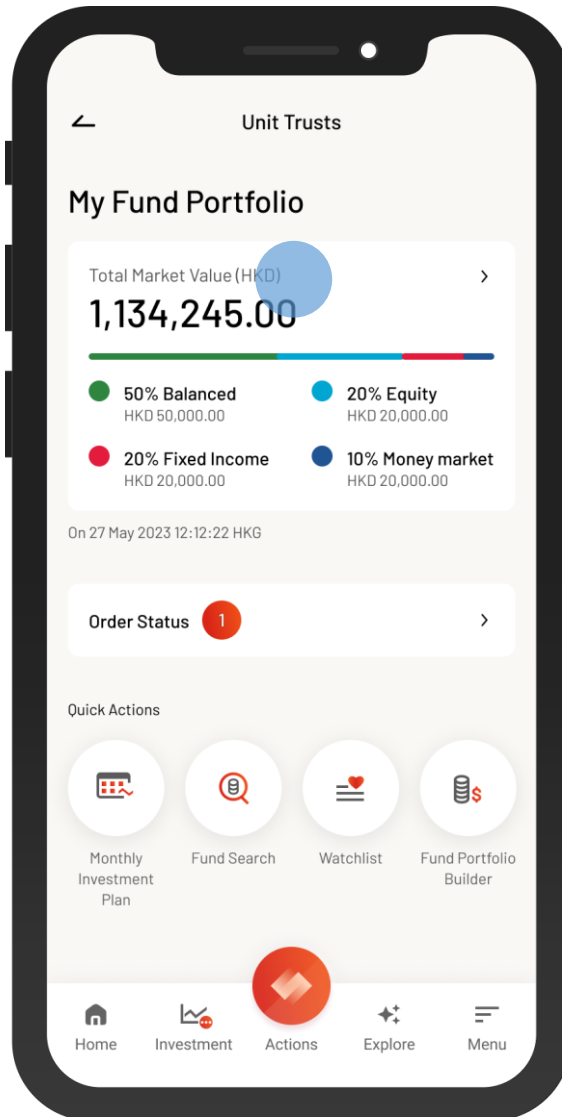 Unit Trusts
My Fund Portfolio
Total Market Value (HKD)
1,134,245.00
50% Balanced
HKD 50,000.00
20% Equity
HKD 20,000.00
20% Fixed Income
HKD 20,000.00
10% Money market
HKD 20,000.00
On 27 May 2023 12:12:22 HKG
Order Status 1
Quick Actions
Monthly
Investment
Plan
Fund Search
Watchlist
Fund Portfolio
Builder
Home
Investment
Actions
Explore
Menu